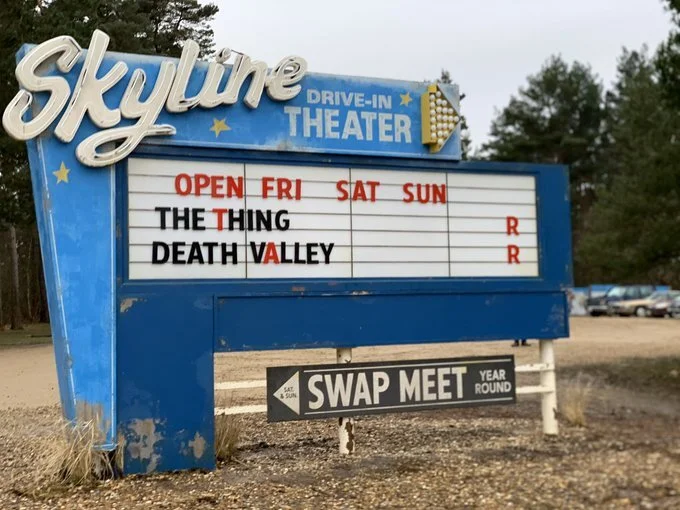 Skyline
DRIVE-IN
THEATER
OPEN FRI SAT SUN
THE THING R
DEATH VALLEY R
SAT. & SUN. SWAP MEET YEAR ROUND